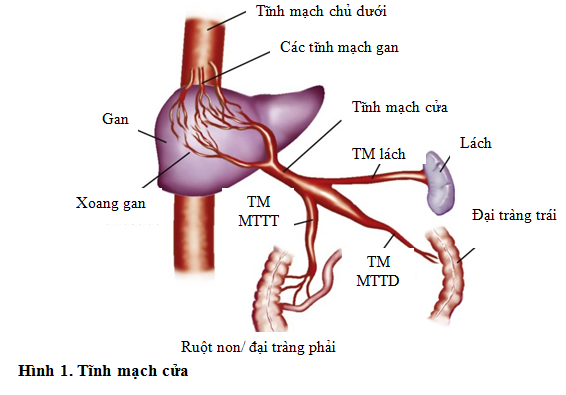 Tĩnh mạch chủ dưới
Các tĩnh mạch gan
Gan
Tĩnh mạch cửa
TM lách
Lách
Xoang gan
TM
MTTT
Đại tràng trái
TM
MTTD
Ruột non/ đại tràng phải
Hình 1. Tĩnh mạch cửa